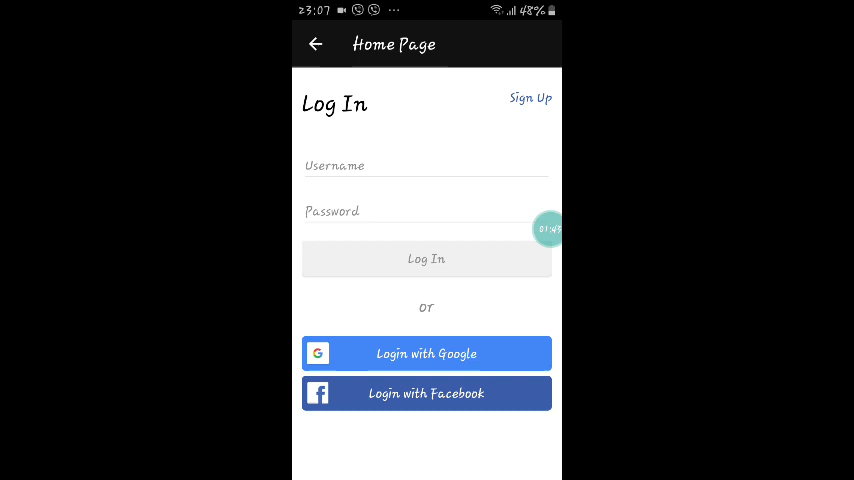 23:07 48%
Home Page
Log In
Sign Up
Username
Password
01:43
Log In
or
Login with Google
Login with Facebook